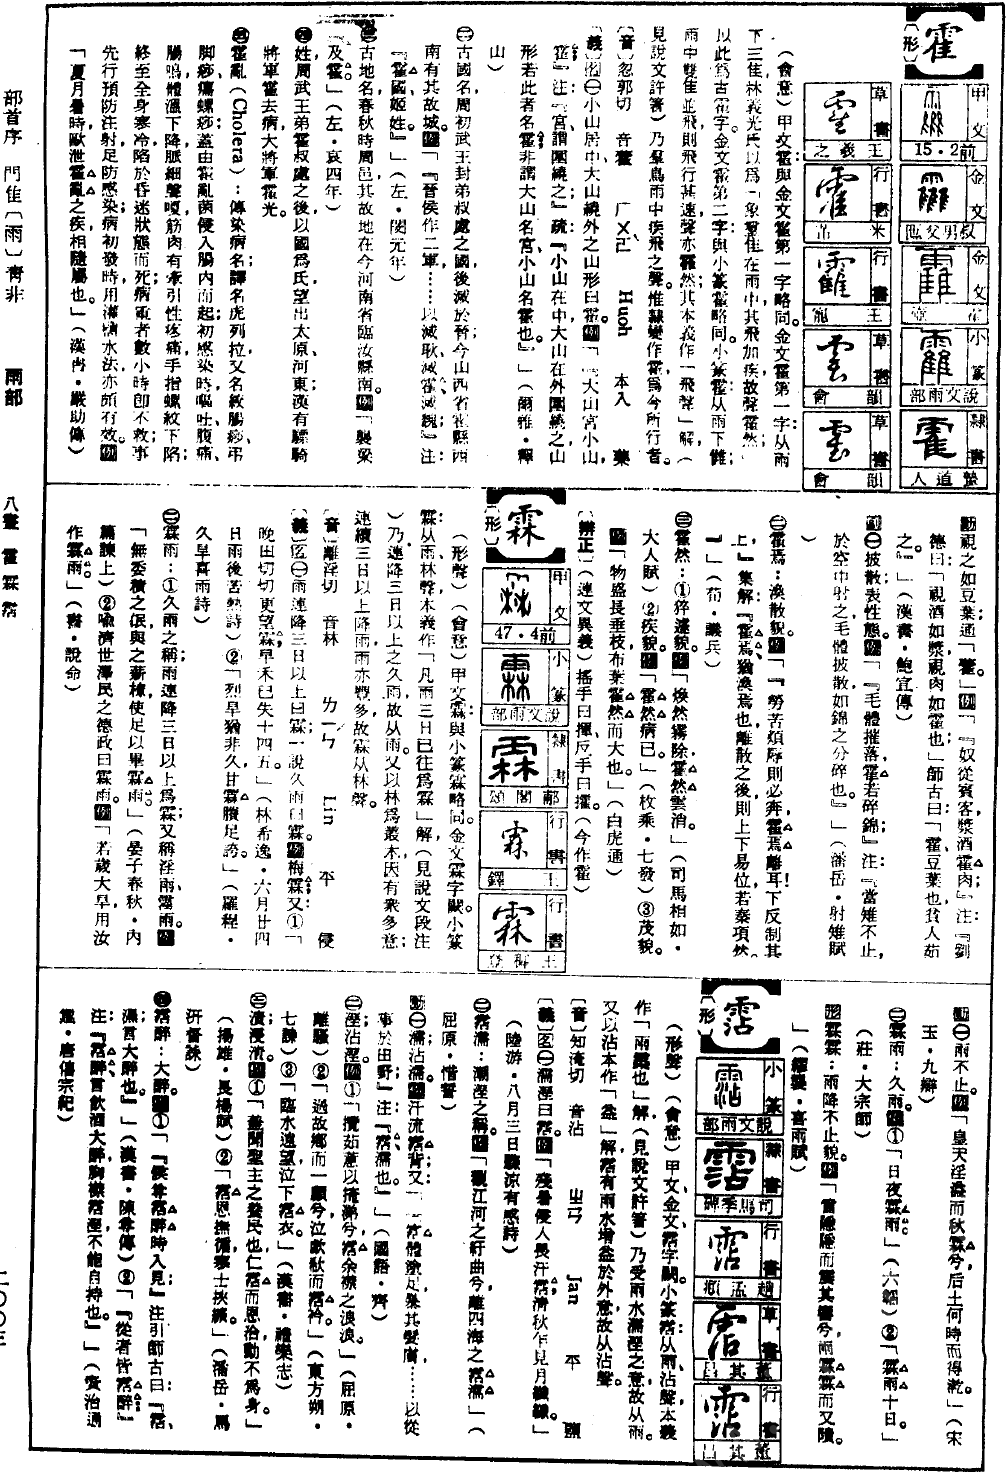 霍
〔形〕
甲文 前2·15
金文 叔男父匜
金文
小篆 說文雨部
隸書
草書 王羲之
行書 米芾
行書 王寵
草書 韻會
草書 韻會
（會意）甲文霍與金文霍第一字略同。金文霍第一字：从雨
下三隹，林義光氏以爲「象羣隹在雨中，其飛加疾，故聲霍然；
以此爲古霍字。金文霍第二字與小篆霍略同。小篆霍：从雨下雔；
雨中雙隹並飛則飛行甚速，聲亦霍然，其本義作「飛聲」解，（
見說文許箸）乃羣鳥雨中疾飛之聲。惟隸變作霍爲今所行者。
〔音〕忽郭切 音藿 ㄏㄨㄛˋ Huoh 本入 藥
〔義〕名㊀小山居中大山繞外之山形曰霍。例「『大山宮小山，
霍』注：『宮謂圍繞之』疏：『小山在中，大山在外圍繞之，山
形若此者名霍；非謂大山名宮、小山名霍也』」（爾雅·釋
山）
㊁古國名，周初武王封弟叔處之國，後滅於晉；今山西省霍縣西
南有其故城。例「『晉侯作二軍……以滅耿，滅霍，滅魏』注
『霍國，姬姓。』」（左·閔元年）
㊂古地名，春秋時周邑，其故地在今河南省臨汝縣南。例「襲梁
及霍。」（左·哀四年）
㊃姓，周武王弟霍叔處之後，以國爲氏，望出太原、河東；漢有驃騎
將軍霍去病、大將軍霍光。
㊄霍亂（Cholera）：傳染病名，譯名虎列拉，又名絞腸痧、弔
脚痧、癟螺痧，蓋由霍亂菌侵入腸內而起；初感染時，嘔吐、腹痛、
腸鳴、體溫下降、脈細、聲嗄，筋肉有牽引性疼痛，手指螺紋下陷；
終至全身寒冷，陷於昏迷狀態而死；病重者數小時即不救；事
先行預防注射，足防感染；病初發時用灌鹽水法亦頗有效。例
「夏月暑時，歐泄霍亂之疾，相隨屬也。」（漢書·嚴助傳）
動視之如豆葉，通「藿」。例「『奴從賓客，漿酒霍肉。』注：『劉
德曰「視酒如漿，視肉如霍也」師古曰「霍，豆葉也，貧人茹
之。』」（漢書·鮑宣傳）
副㊀披散，表性態。例「『毛體摧落，霍若碎錦；』注：『當雉不止，
於空中射之，毛體披散如錦之分碎也。』」（潘岳·射雉賦
）
㊁霍焉：渙散貌。例「『勞苦煩辱則必奔，霍焉離耳！下反制其
上』集解『霍焉猶渙焉也，離散之後則上下易位若秦項然
』」（荀·議兵）
㊂霍然：①猝遽貌。例「煥然霧除，霍然雲消，」（司馬相如·
大人賦）②疾貌。例「霍然病已。」（枚乘·七發）③茂貌。
例「物盛長，垂枝布葉，霍然而大也。」（白虎通）
〔辨正〕（連文異義）搖手曰揮，反手曰攉。（今作霍）
霖
〔形〕
甲文 前4·47
小篆 說文雨部
隸書 郙閣頌
行書 王鐸
行書
（形聲）（會意）甲文霖與小篆霖略同，金文霖字闕。小篆
霖：从雨，林聲，本義作「凡雨三日已往爲霖」解，（見說文段注
）乃連降三日以上之久雨，故从雨。又以林爲叢木，因有衆多意；
連續三日以上降雨，雨亦夥多，故霖从林聲。
〔音〕離淫切 音林 ㄌㄧㄣˊ Lin 平 侵
〔義〕名㊀雨連降三日以上曰霖；一說久雨曰霖。例梅霖，又①「
晚田切切更望霖，早禾已失十四五。」（林希逸·六月廿四
日雨後苦熱詩）②「烈旱猶非久，甘霖賸足誇。」（羅程·
久旱喜雨詩）
㊁霖雨：①久雨之稱，雨連降三日以上爲霖，又稱淫雨、霪雨。例
「無委積之氓，與之薪橑，使足以畢霖雨」（晏子春秋·內
篇諫上）②喻濟世澤民之德政曰霖雨。例「若歲大旱，用汝
作霖雨。」（書·說命）
動㊀雨不止。例「皇天淫溢而秋霖兮，后土何時而得漧。」（宋
玉·九辯）
㊁霖雨：久雨。例①「日夜霖雨」（六韜）②「霖雨十日。」
（莊·大宗師）
形霖霖：雨降不止貌。例「雷隱隱而震其響兮，雨霖霖而又隤。
」（繆襲·喜雨賦）
霑
〔形〕
小篆 說文雨部
隸書 司馬季德碑
行書 趙孟頫
草書 董其昌
行書 董其昌
（形聲）（會意）甲文、金文霑字闕。小篆霑：从雨，沾聲，本義
作「雨䨙也」解（見說文許箸）乃受雨水濡溼之意，故从雨。
又以沾本作「益」解，霑有雨水增益於外意，故从沾聲。
〔音〕知淹切 音沾 ㄓㄢ Jan 平 鹽
〔義〕名㊀濡溼曰霑。例「殘暑侵人畏汗霑，清秋乍見月纖纖。」
（陸游·八月三日驟涼有感詩）
㊁霑濡：潮溼之稱。例「觀江河之紆曲兮，離四海之霑濡，」（
屈原·惜誓）
動㊀濡，沾濡。例汗流霑背，又「『霑體塗足，暴其髮膚……以從
事於田野』注『霑，濡也。』」（國語·齊）
㊁溼，沾溼。例①「攬茹蕙以掩涕兮，霑余襟之浪浪。」（屈原·
離騷）②「過故鄉而一顧兮，泣歔欷而霑衿。」（東方朔·
七諫）③「臨水遠望，泣下霑衣。」（漢書·禮樂志）
㊂浸，浸漬。例①「蓋聞聖主之養民也，仁霑而恩洽，動不爲身。」
（揚雄·長楊賦）②「霑恩撫循，寒士挾纊。」（潘岳·馬
汧督誄）
㊃霑醉：大醉。例①「『侯韋霑醉時入見』注引師古曰：『霑，
濕言大醉也。』」（漢書·陳遵傳）②「『從者皆霑醉』
注『霑醉，言飲酒大醉，胸襟霑溼，不能自持也。』」（資治通
鑑·唐僖宗紀）
部首序 門隹〔雨〕靑非 雨部 八畫 霍霖霑 二〇〇三